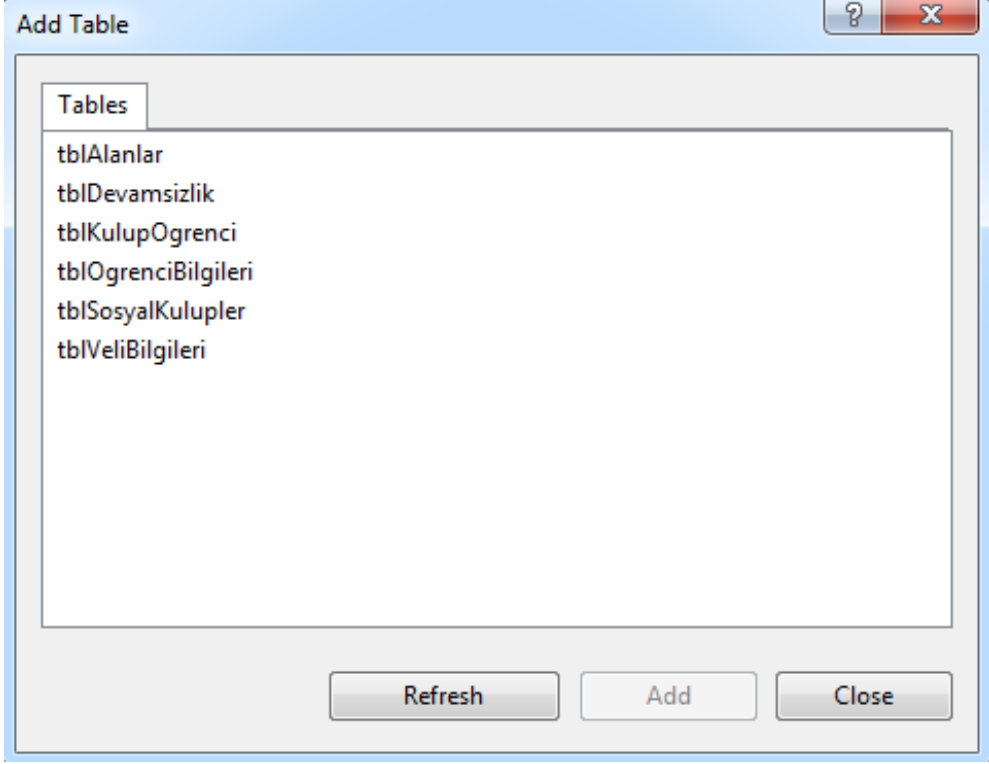 Add Table
Tables
tblAlanlar
tblDevamsizlik
tblKulupOgrenci
tblOgrenciBilgileri
tblSosyalKulupler
tblVeliBilgileri
Refresh Add Close